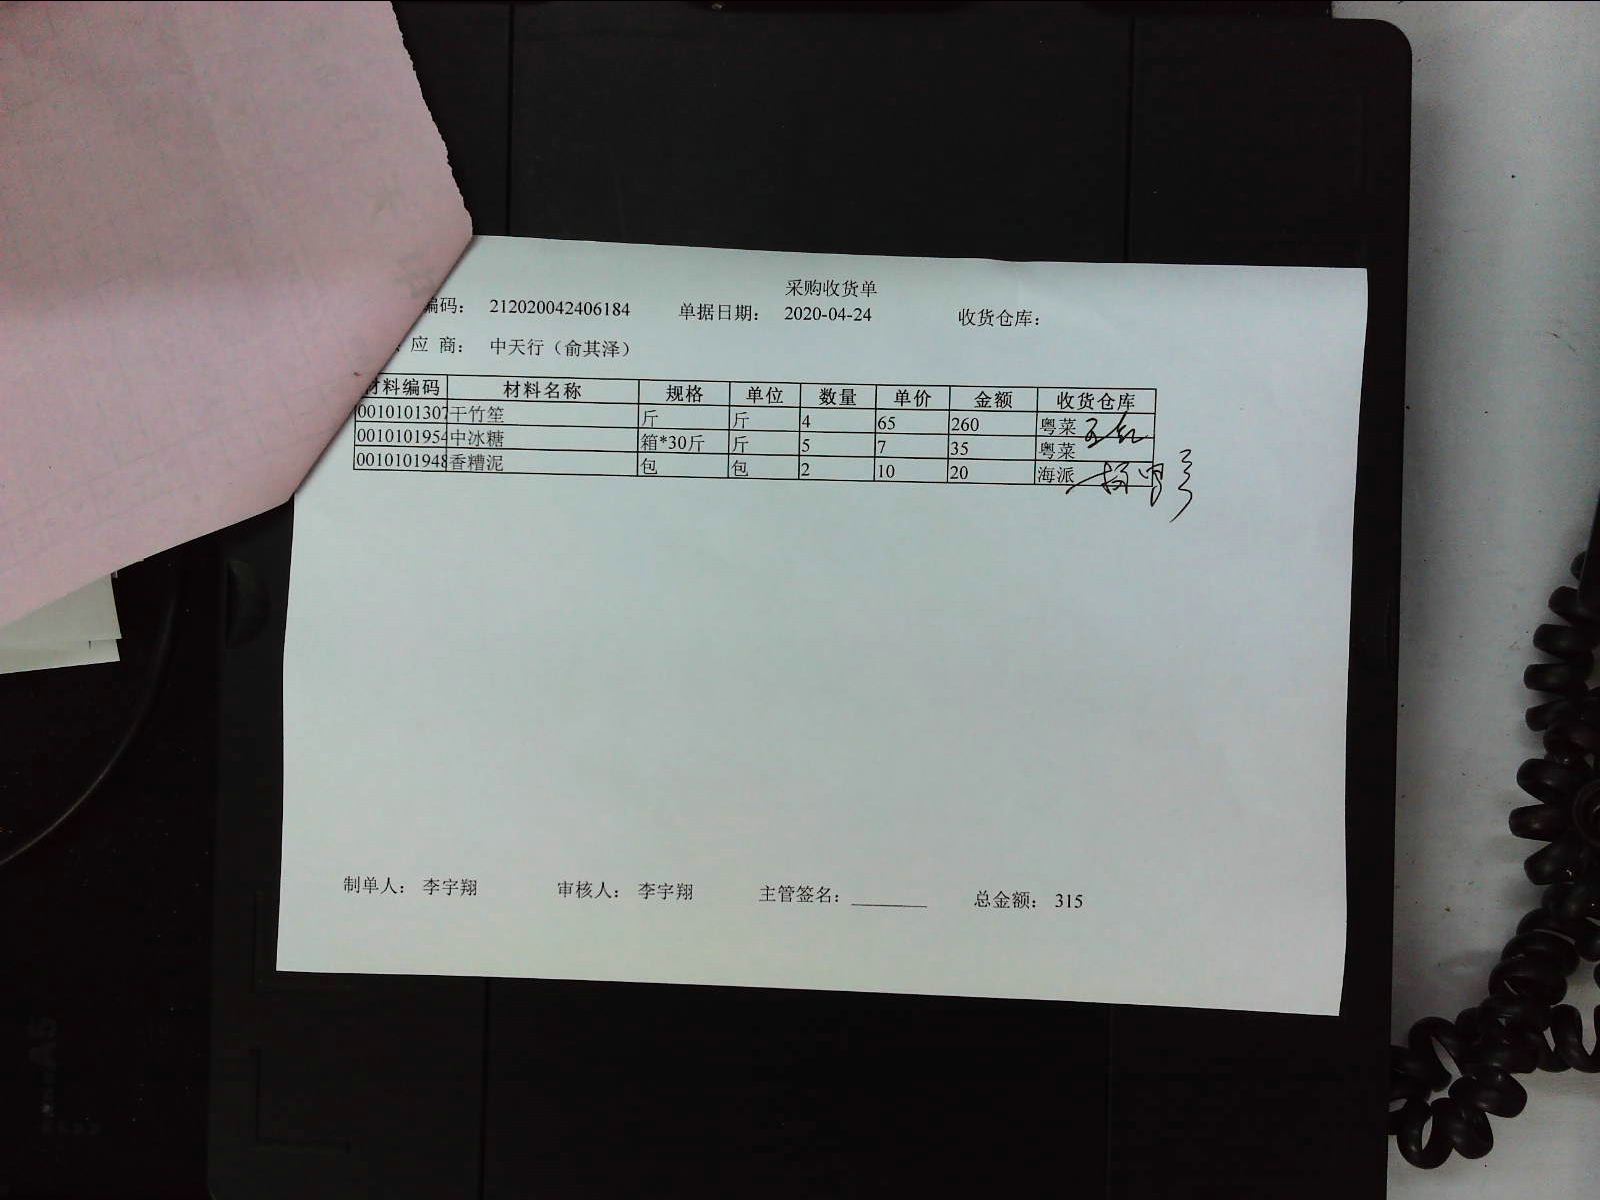 采购收货单
编码： 212020042406184 单据日期： 2020-04-24 收货仓库：
应 商： 中天行（俞其泽）
材料编码 材料名称 规格 单位 数量 单价 金额 收货仓库
0010101307 干竹笙 斤 斤 4 65 260 粤菜
0010101954 中冰糖 箱*30斤 斤 5 7 35 粤菜
0010101948 香糟泥 包 包 2 10 20 海派
制单人： 李宇翔 审核人： 李宇翔 主管签名： 总金额： 315